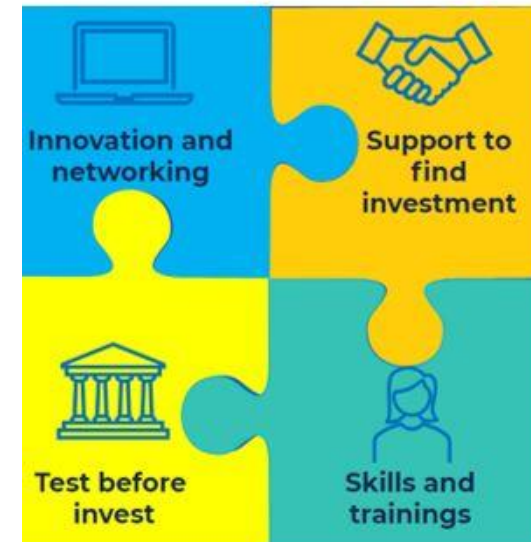 Innovation and
networking
Support to
find
investment
Test before
invest
Skills and
trainings